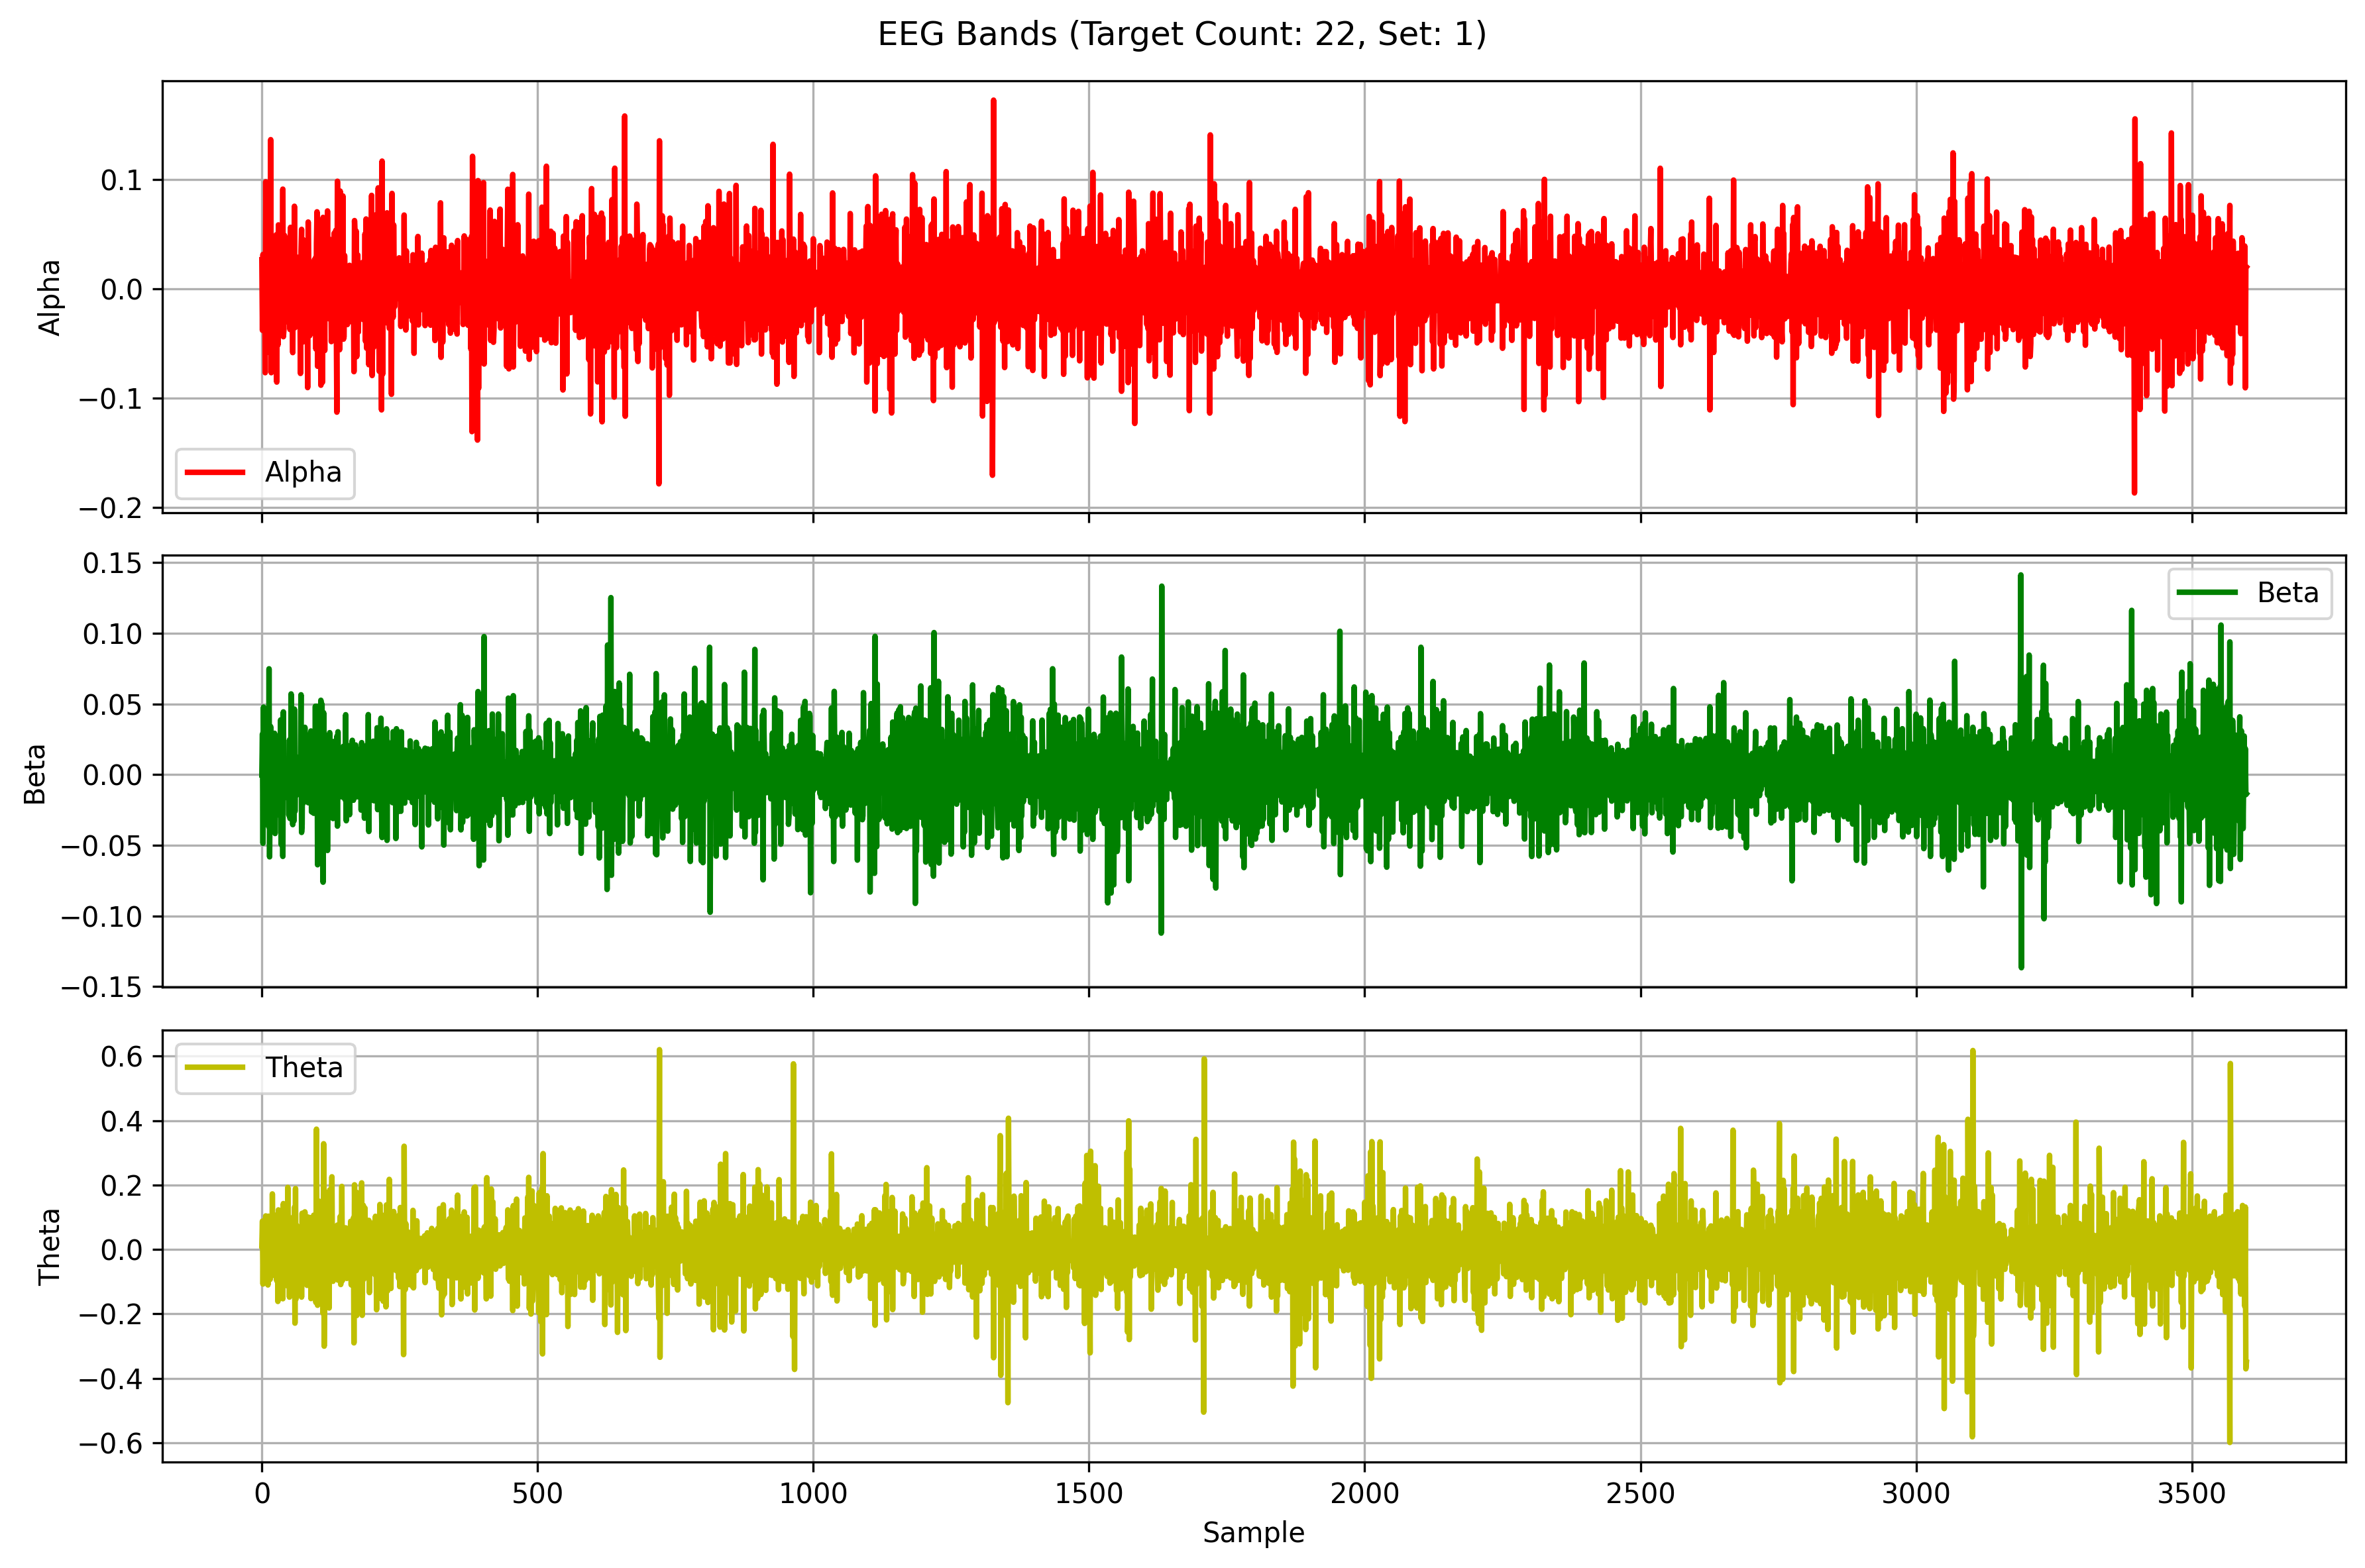 EEG Bands (Target Count: 22, Set: 1)
0.1
0.0
−0.1
−0.2
Alpha
Alpha
0.15
0.10
0.05
0.00
−0.05
−0.10
−0.15
Beta
Beta
0.6
0.4
0.2
0.0
−0.2
−0.4
−0.6
Theta
Theta
0 500 1000 1500 2000 2500 3000 3500
Sample